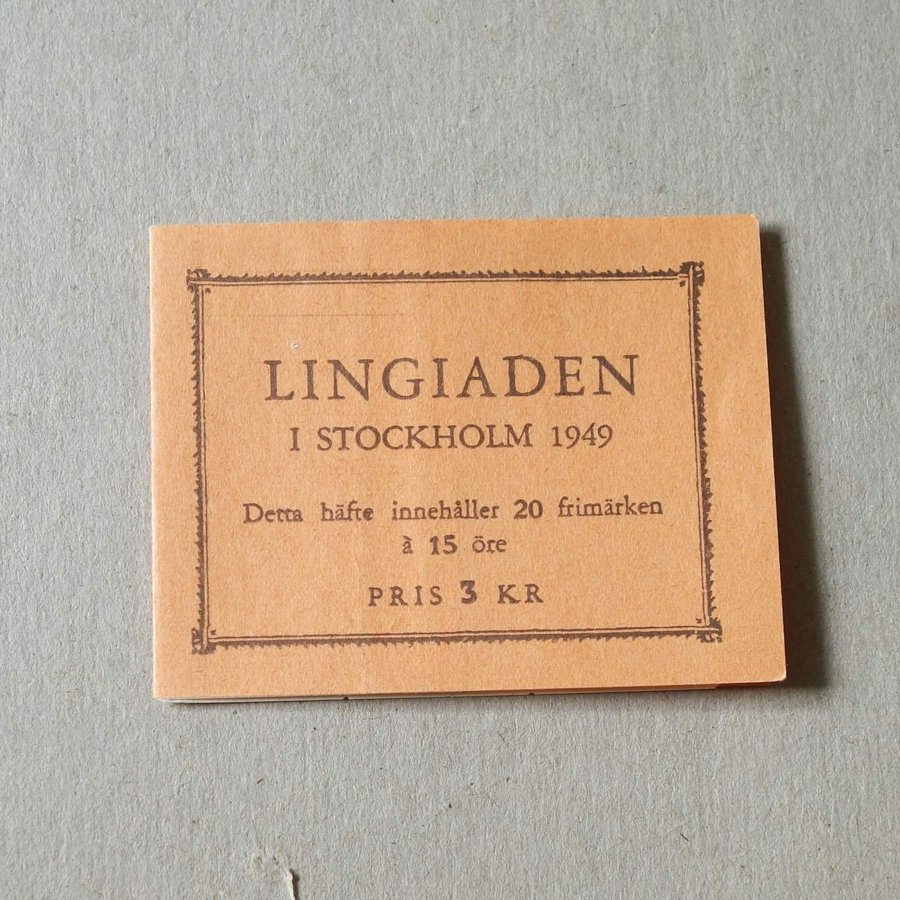 LINGIADEN
I STOCKHOLM 1949
Detta häfte innehåller 20 frimärken
à 15 öre
PRIS 3 KR